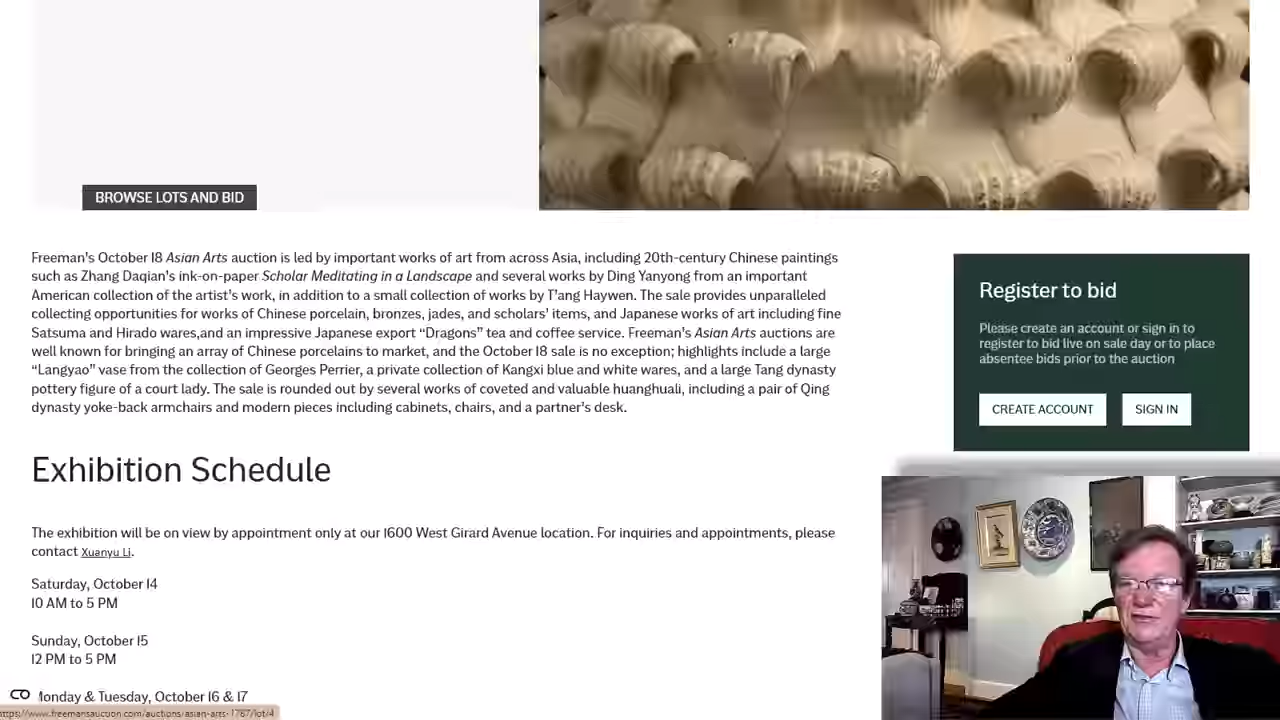 BROWSE LOTS AND BID
Freeman's October 18 Asian Arts auction is led by important works of art from across Asia, including 20th-century Chinese paintings
such as Zhang Daqian's ink-on-paper Scholar Meditating in a Landscape and several works by Ding Yanyong from an important
American collection of the artist's work, in addition to a small collection of works by T'ang Haywen. The sale provides unparalleled
collecting opportunities for works of Chinese porcelain, bronzes, jades, and scholars' items, and Japanese works of art including fine
Satsuma and Hirado wares,and an impressive Japanese export “Dragons” tea and coffee service. Freeman's Asian Arts auctions are
well known for bringing an array of Chinese porcelains to market, and the October 18 sale is no exception; highlights include a large
“Langyao” vase from the collection of Georges Perrier, a private collection of Kangxi blue and white wares, and a large Tang dynasty
pottery figure of a court lady. The sale is rounded out by several works of coveted and valuable huanghuali, including a pair of Qing
dynasty yoke-back armchairs and modern pieces including cabinets, chairs, and a partner's desk.
Register to bid
Please create an account or sign in to
register to bid live on sale day or to place
absentee bids prior to the auction
CREATE ACCOUNT
SIGN IN
Exhibition Schedule
The exhibition will be on view by appointment only at our 1600 West Girard Avenue location. For inquiries and appointments, please
contact Xuanyu Li.
Saturday, October 14
10 AM to 5 PM
Sunday, October 15
12 PM to 5 PM
Monday & Tuesday, October 16 & 17
https://www.freemansauction.com/auctions/asian-arts-1787/lot/4